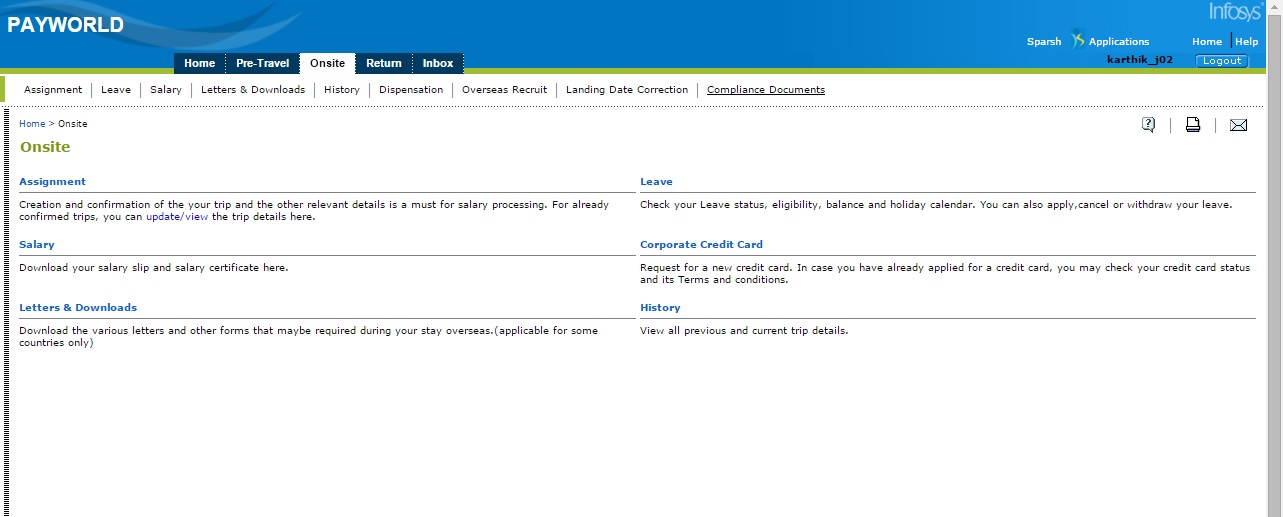 PAYWORLD
Infosys
Sparsh Applications Home Help
karthik_j02 Logout
Home Pre-Travel Onsite Return Inbox
Assignment Leave Salary Letters & Downloads History Dispensation Overseas Recruit Landing Date Correction Compliance Documents
Home > Onsite
Onsite
Assignment
Creation and confirmation of the your trip and the other relevant details is a must for salary processing. For already
confirmed trips, you can update/view the trip details here.
Leave
Check your Leave status, eligibility, balance and holiday calendar. You can also apply,cancel or withdraw your leave.
Salary
Download your salary slip and salary certificate here.
Corporate Credit Card
Request for a new credit card. In case you have already applied for a credit card, you may check your credit card status
and its Terms and conditions.
Letters & Downloads
Download the various letters and other forms that maybe required during your stay overseas.(applicable for some
countries only)
History
View all previous and current trip details.